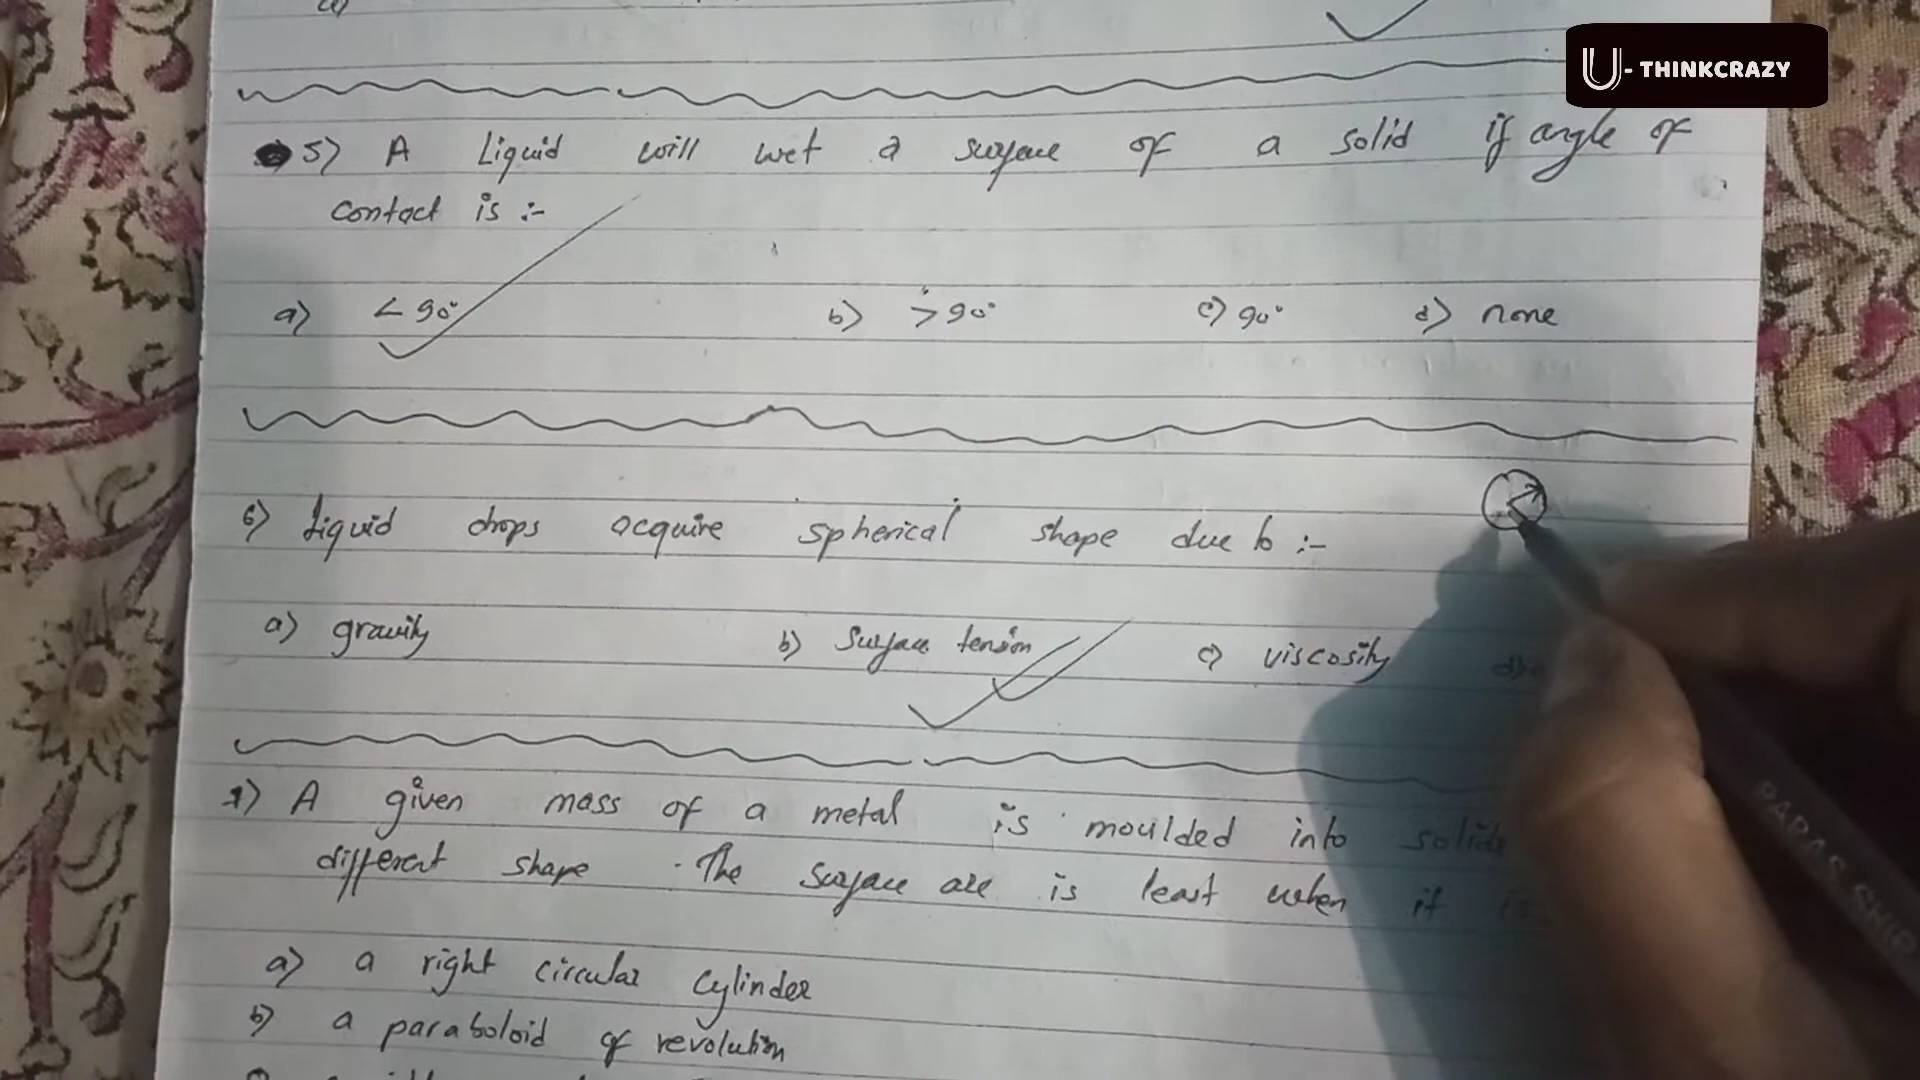 U - THINKCRAZY
5) A Liquid will wet a surface of a solid if angle of
contact is :-
a) < 90° b) > 90° c) 90° d) none
6) Liquid drops acquire spherical shape due to :-
a) gravity b) Surface tension c) viscosity d)
7) A given mass of a metal is moulded into solids
different shape . The surface are is least when it is
a) a right circular cylinder
b) a paraboloid of revolution
PARAS SHIP